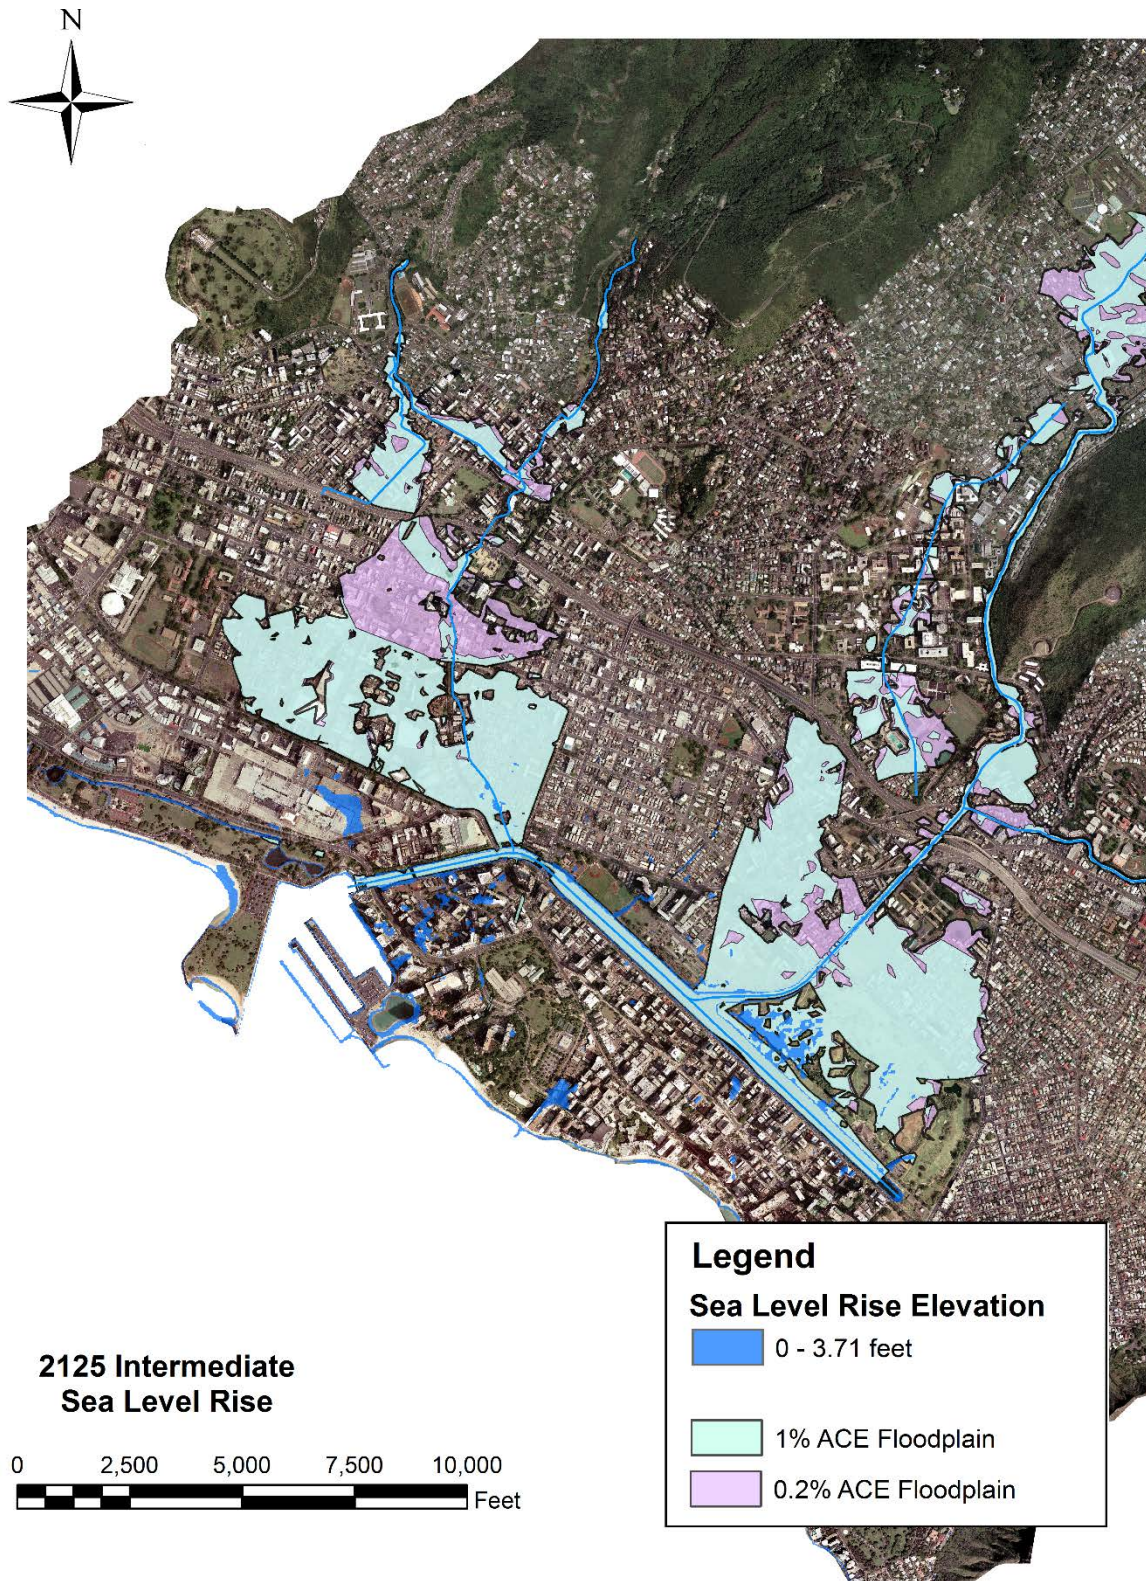 N
Legend
Sea Level Rise Elevation
0 - 3.71 feet
1% ACE Floodplain
0.2% ACE Floodplain
2125 Intermediate
Sea Level Rise
0 2,500 5,000 7,500 10,000
Feet